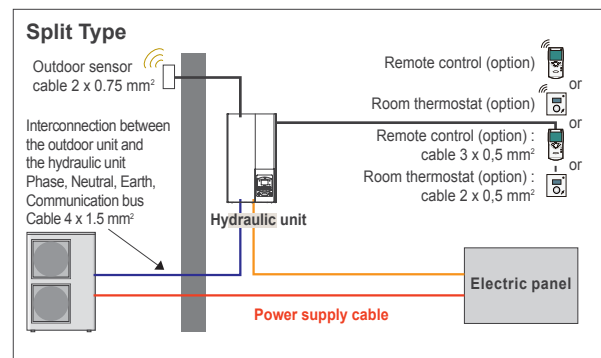 Split Type
Outdoor sensor
cable 2 x 0.75 mm²
Remote control (option)
or
Room thermostat (option)
or
Remote control (option) :
cable 3 x 0,5 mm²
or
Room thermostat (option) :
cable 2 x 0,5 mm²
Interconnection between
the outdoor unit and
the hydraulic unit
Phase, Neutral, Earth,
Communication bus
Cable 4 x 1.5 mm²
Hydraulic unit
Electric panel
Power supply cable